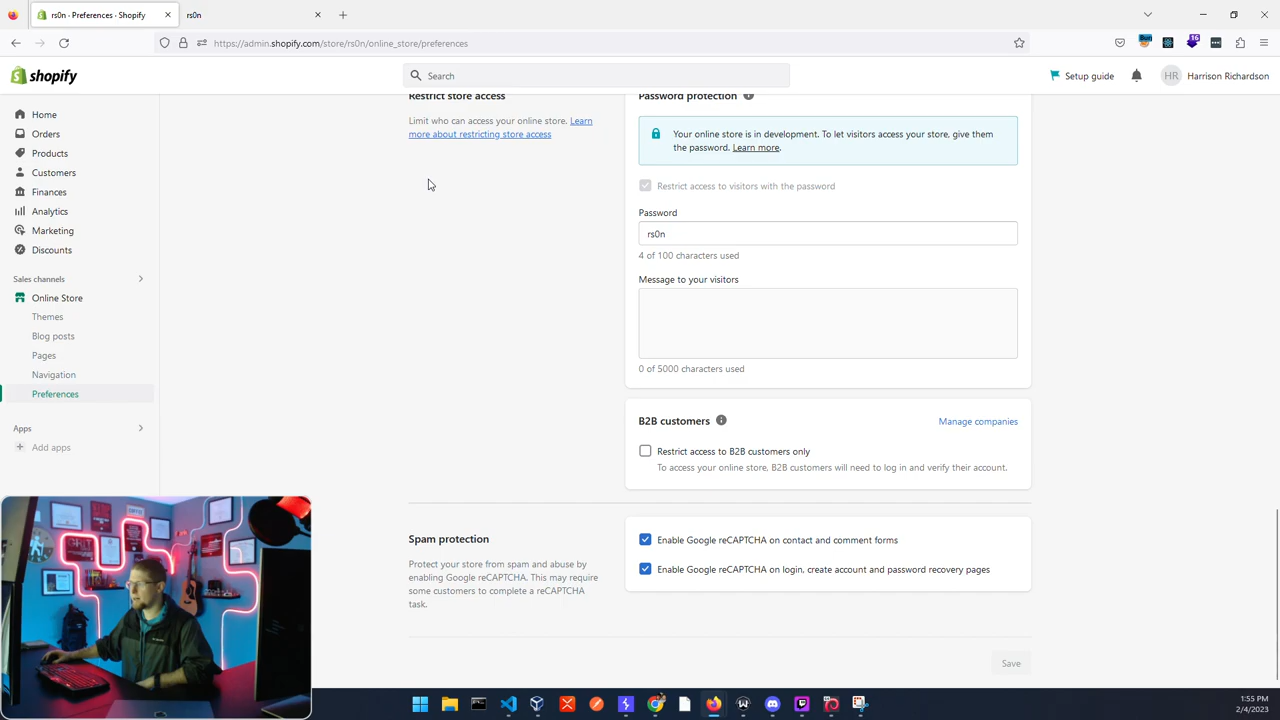 rs0n - Preferences - Shopify
rs0n
https://admin.shopify.com/store/rs0n/online_store/preferences
16
shopify
Search
Setup guide
HR
Harrison Richardson
Home
Orders
Products
Customers
Finances
Analytics
Marketing
Discounts
Sales channels
Online Store
Themes
Blog posts
Pages
Navigation
Preferences
Apps
Add apps
Restrict store access
Limit who can access your online store. Learn
more about restricting store access
Password protection
Your online store is in development. To let visitors access your store, give them
the password. Learn more.
Restrict access to visitors with the password
Password
rs0n
4 of 100 characters used
Message to your visitors
0 of 5000 characters used
B2B customers
Manage companies
Restrict access to B2B customers only
To access your online store, B2B customers will need to log in and verify their account.
Spam protection
Protect your store from spam and abuse by
enabling Google reCAPTCHA. This may require
some customers to complete a reCAPTCHA
task.
Enable Google reCAPTCHA on contact and comment forms
Enable Google reCAPTCHA on login, create account and password recovery pages
Save
1:55 PM
2/4/2023